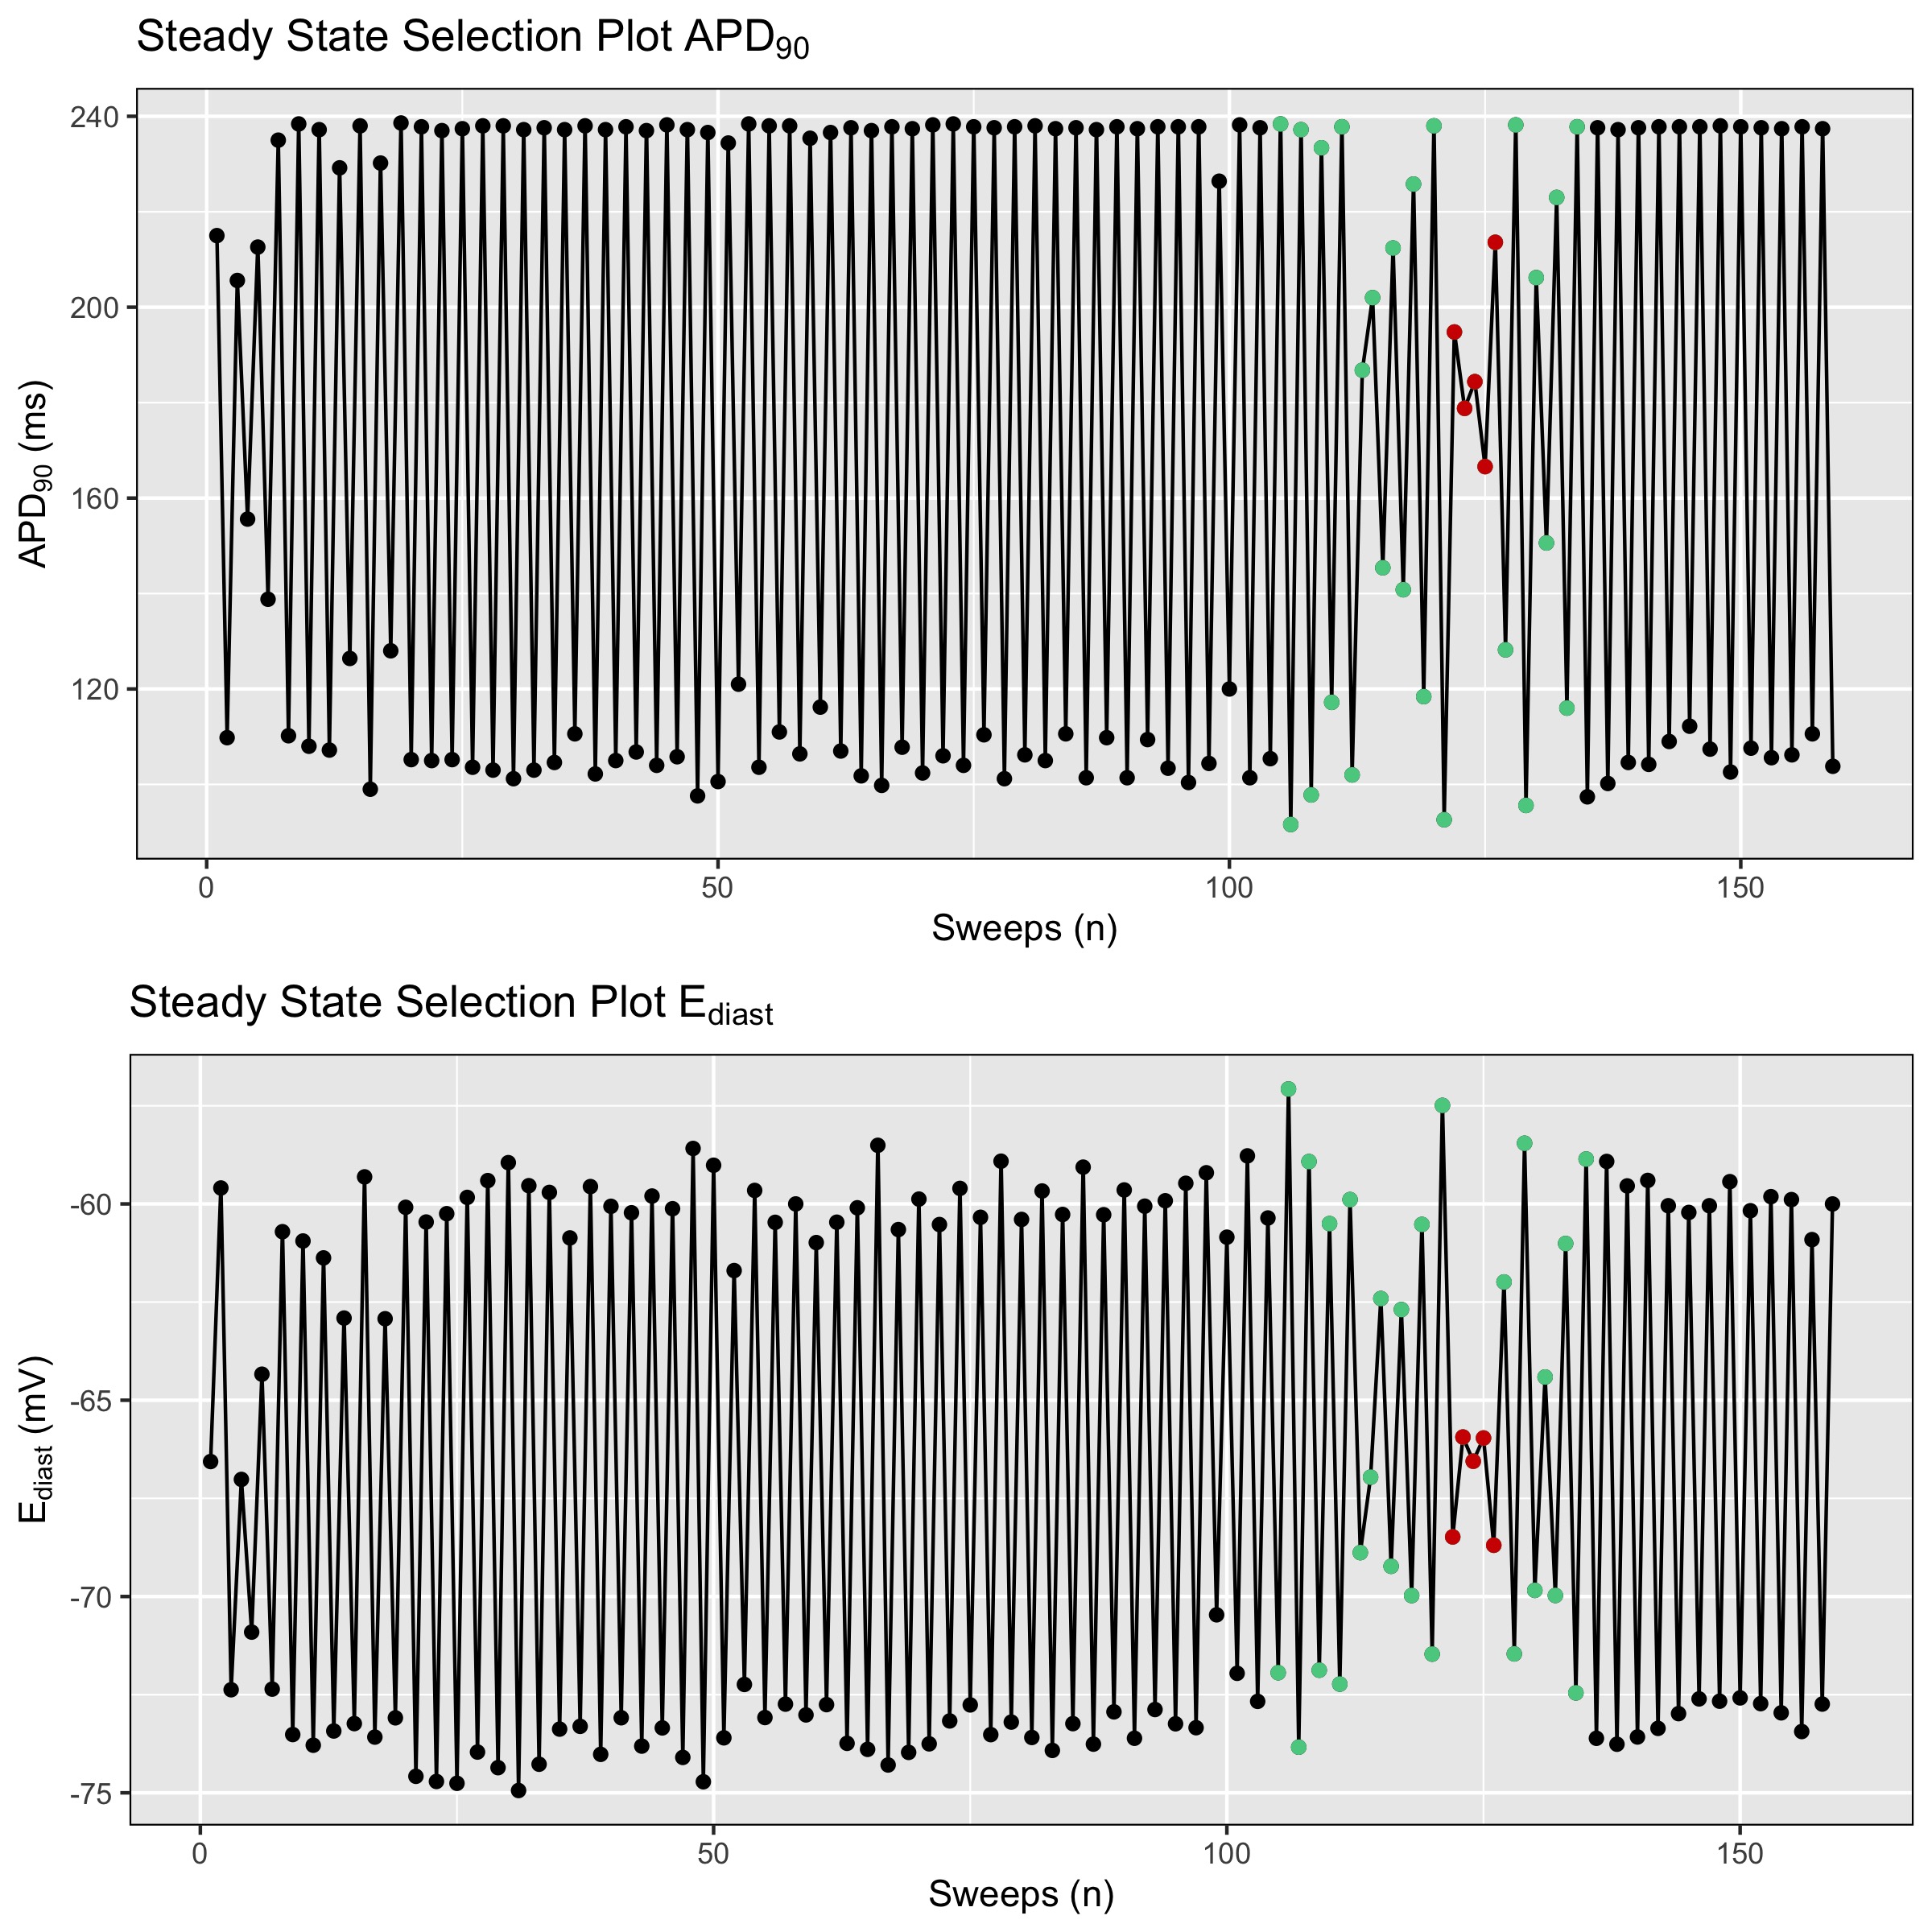 Steady State Selection Plot APD90
240
200
160
120
APD90 (ms)
0 50 100 150
Sweeps (n)
Steady State Selection Plot Ediast
-60
-65
-70
-75
Ediast (mV)
0 50 100 150
Sweeps (n)